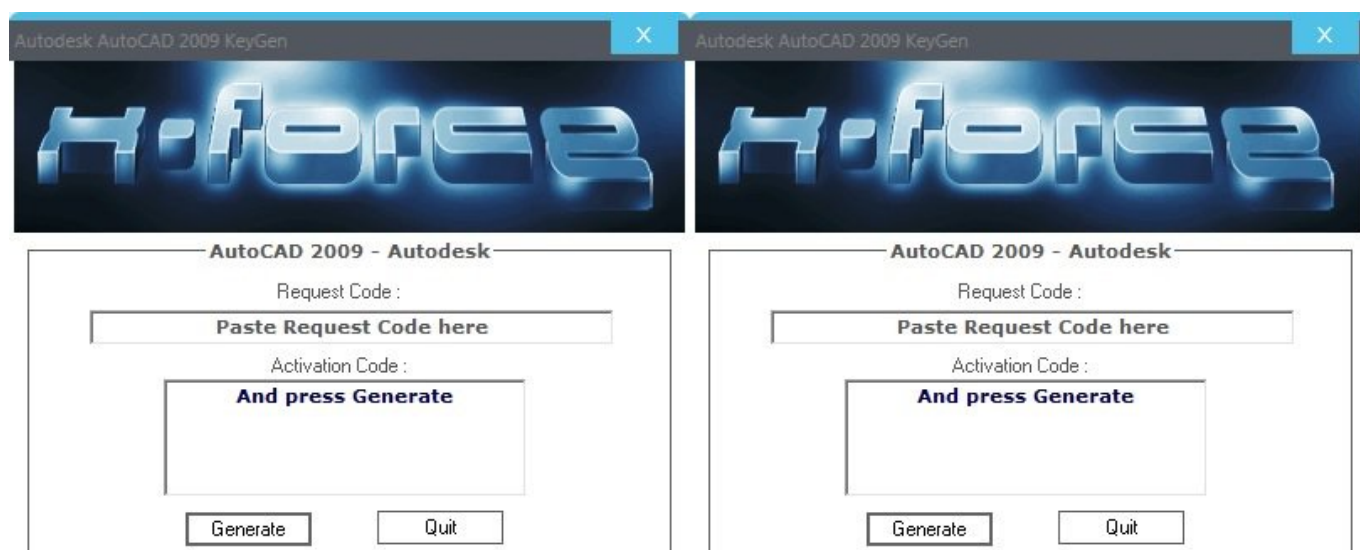 Autodesk AutoCAD 2009 KeyGen
X
x-force
AutoCAD 2009 - Autodesk
Request Code :
Paste Request Code here
Activation Code :
And press Generate
Generate
Quit
Autodesk AutoCAD 2009 KeyGen
X
x-force
AutoCAD 2009 - Autodesk
Request Code :
Paste Request Code here
Activation Code :
And press Generate
Generate
Quit